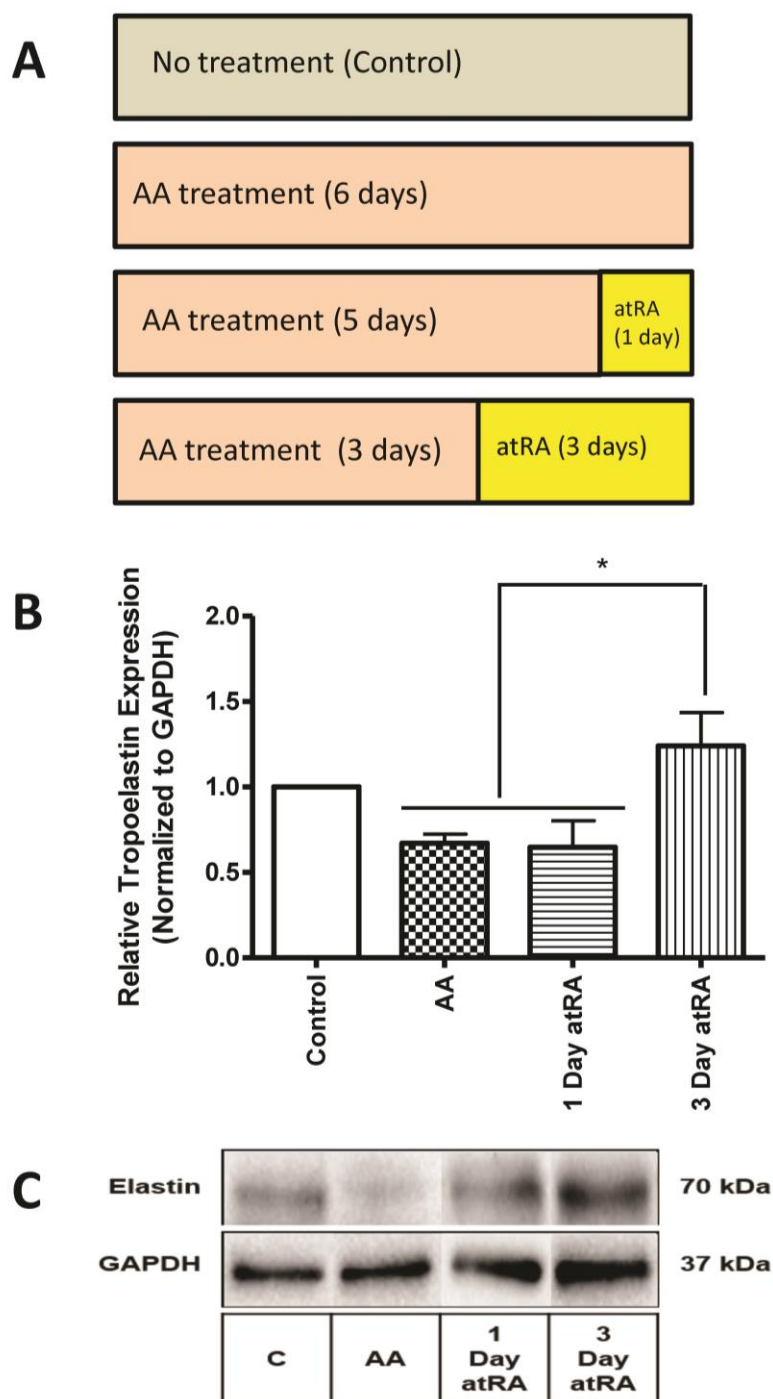 A
No treatment (Control)
AA treatment (6 days)
AA treatment (5 days)
atRA
(1 day)
AA treatment  (3 days)
atRA (3 days)
B
Relative Tropoelastin Expression
(Normalized to GAPDH)
2.0
1.5
1.0
0.5
0.0
*
Control
AA
1 Day atRA
3 Day atRA
C
Elastin
70 kDa
GAPDH
37 kDa
C
AA
1
Day
atRA
3
Day
atRA